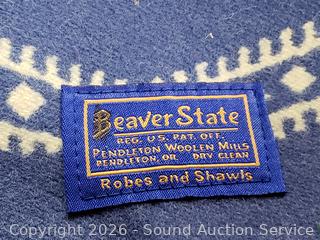 Beaver State
REG. U.S. PAT. OFF.
PENDLETON WOOLEN MILLS
PENDLETON, OR. DRY CLEAN
Robes and Shawls
Copyright 2026 - Sound Auction Service